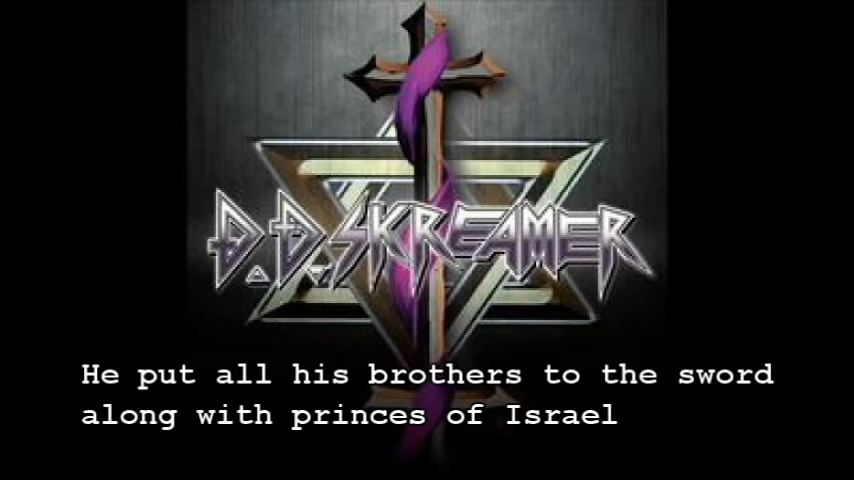 D.D.SKREAMER
He put all his brothers to the sword
along with princes of Israel